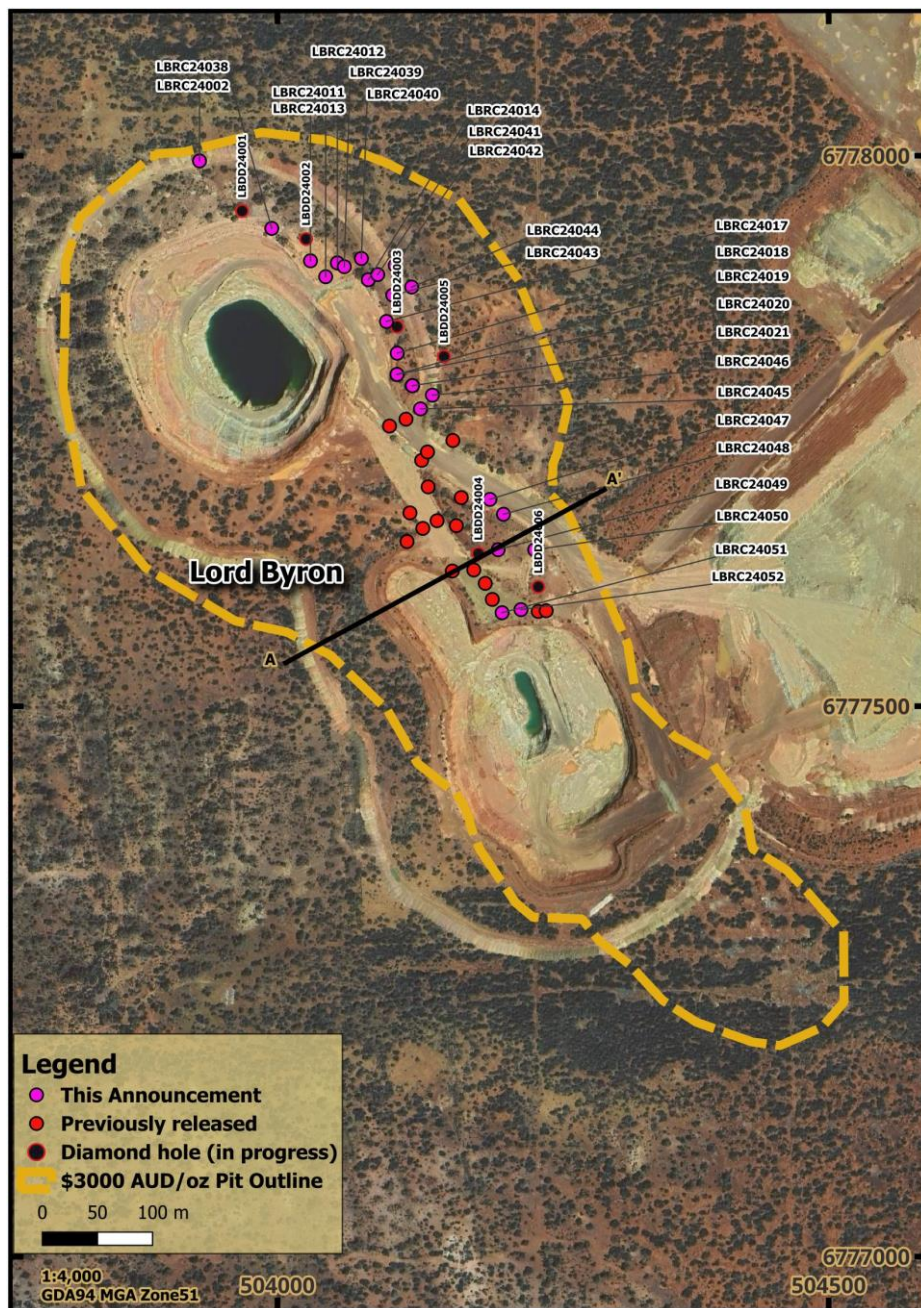 LBRC24012
LBRC24038
LBRC24002
LBRC24039
LBRC24011
LBRC24040
LBRC24013
LBRC24014
LBRC24041
LBRC24042
LBDD24001
LBDD24002
6778000
LBRC24044
LBRC24043
LBRC24017
LBRC24018
LBRC24019
LBRC24020
LBRC24021
LBDD24003
LBDD24005
LBRC24046
LBRC24045
LBRC24047
LBRC24048
LBRC24049
LBRC24050
LBRC24051
LBRC24052
A'
LBDD24004
LBDD24006
Lord Byron
A
6777500
Legend
This Announcement
Previously released
Diamond hole (in progress)
$3000 AUD/oz Pit Outline
0 50 100 m
1:4,000
GDA94 MGA Zone51
504000
504500
6777000